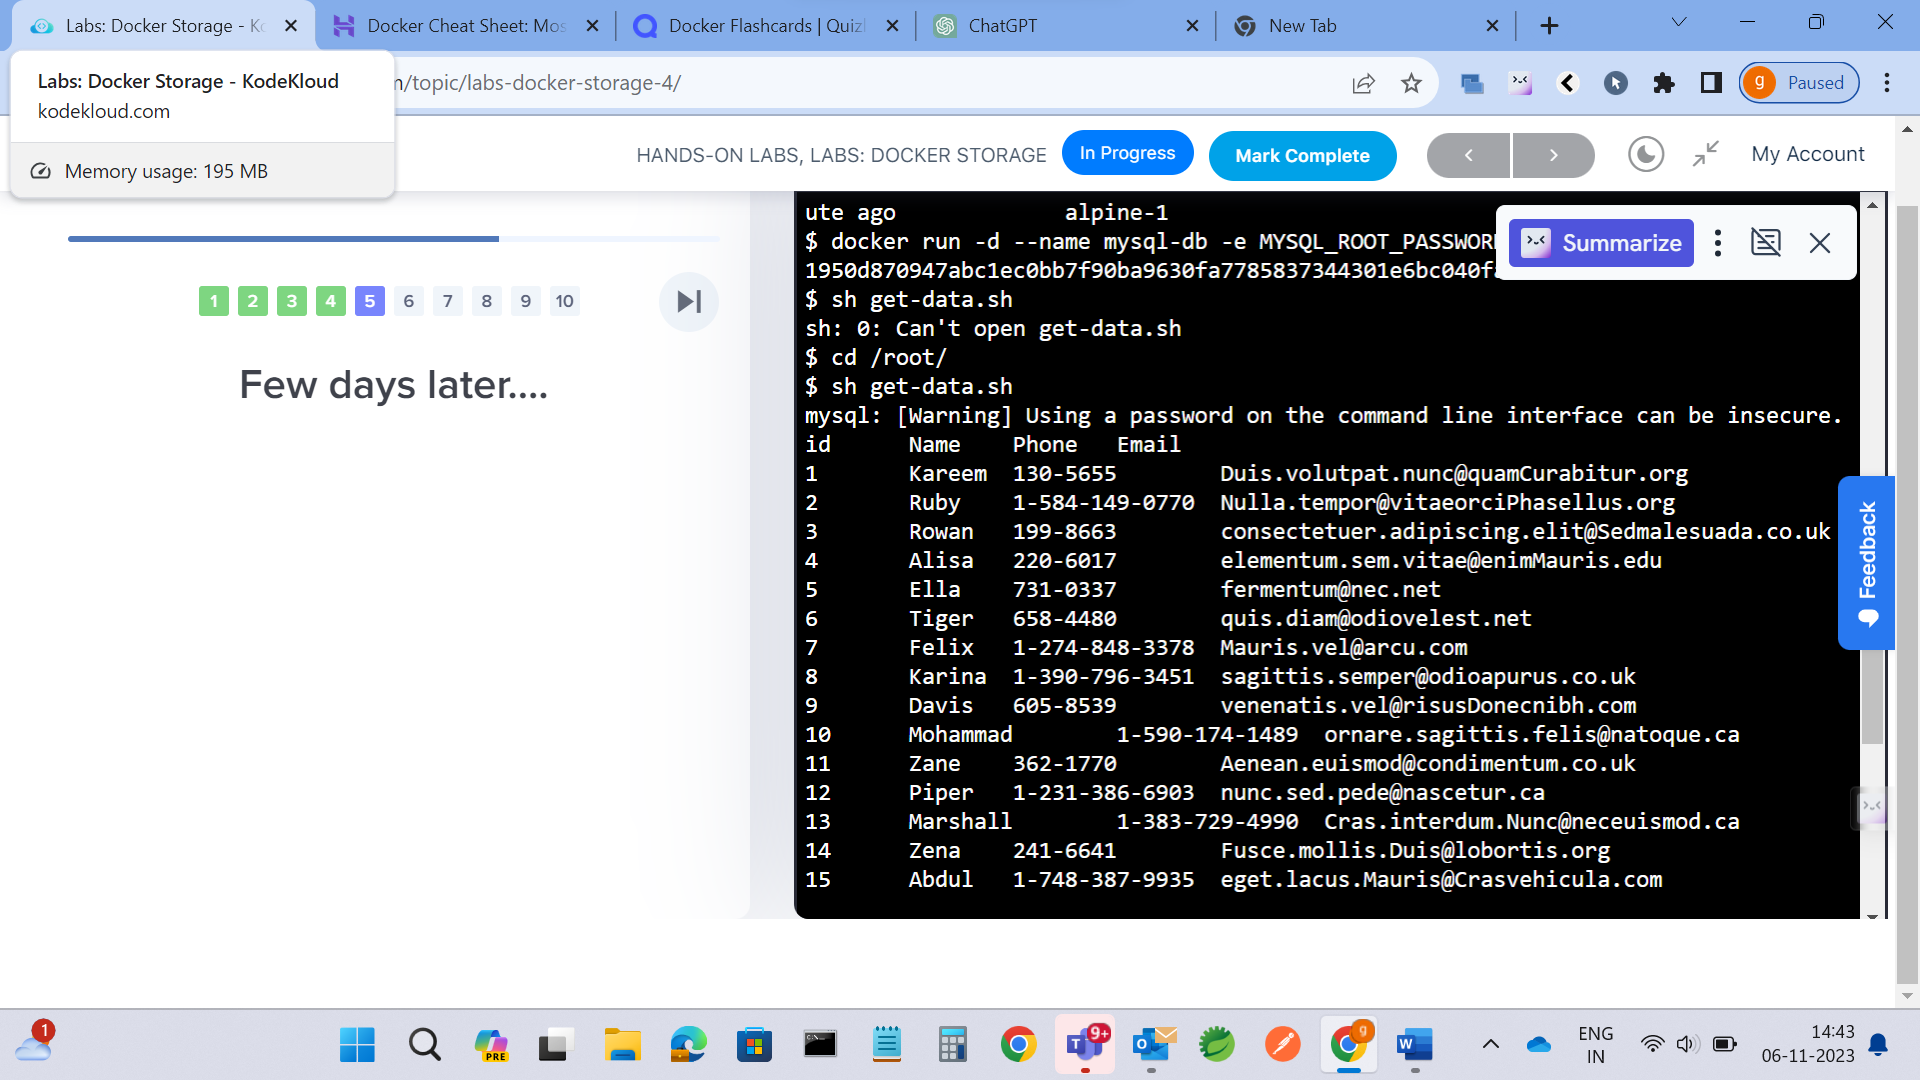 Labs: Docker Storage - Ko
Docker Cheat Sheet: Mos
Docker Flashcards | Quiz
ChatGPT
New Tab
Labs: Docker Storage - KodeKloud
kodekloud.com
Memory usage: 195 MB
/topic/labs-docker-storage-4/
g Paused
HANDS-ON LABS, LABS: DOCKER STORAGE
In Progress
Mark Complete
My Account
1 2 3 4 5 6 7 8 9 10
Few days later....
ute ago alpine-1
$ docker run -d --name mysql-db -e MYSQL_ROOT_PASSWOR
1950d870947abc1ec0bb7f90ba9630fa7785837344301e6bc040f
Summarize
$ sh get-data.sh
sh: 0: Can't open get-data.sh
$ cd /root/
$ sh get-data.sh
mysql: [Warning] Using a password on the command line interface can be insecure.
id Name Phone Email
1 Kareem 130-5655 Duis.volutpat.nunc@quamCurabitur.org
2 Ruby 1-584-149-0770 Nulla.tempor@vitaeorciPhasellus.org
3 Rowan 199-8663 consectetuer.adipiscing.elit@Sedmalesuada.co.uk
4 Alisa 220-6017 elementum.sem.vitae@enimMauris.edu
5 Ella 731-0337 fermentum@nec.net
6 Tiger 658-4480 quis.diam@odiovelest.net
7 Felix 1-274-848-3378 Mauris.vel@arcu.com
8 Karina 1-390-796-3451 sagittis.semper@odioapurus.co.uk
9 Davis 605-8539 venenatis.vel@risusDonecnibh.com
10 Mohammad 1-590-174-1489 ornare.sagittis.felis@natoque.ca
11 Zane 362-1770 Aenean.euismod@condimentum.co.uk
12 Piper 1-231-386-6903 nunc.sed.pede@nascetur.ca
13 Marshall 1-383-729-4990 Cras.interdum.Nunc@neceuismod.ca
14 Zena 241-6641 Fusce.mollis.Duis@lobortis.org
15 Abdul 1-748-387-9935 eget.lacus.Mauris@Crasvehicula.com
Feedback
1
PRE
9+
g
ENG
IN
14:43
06-11-2023